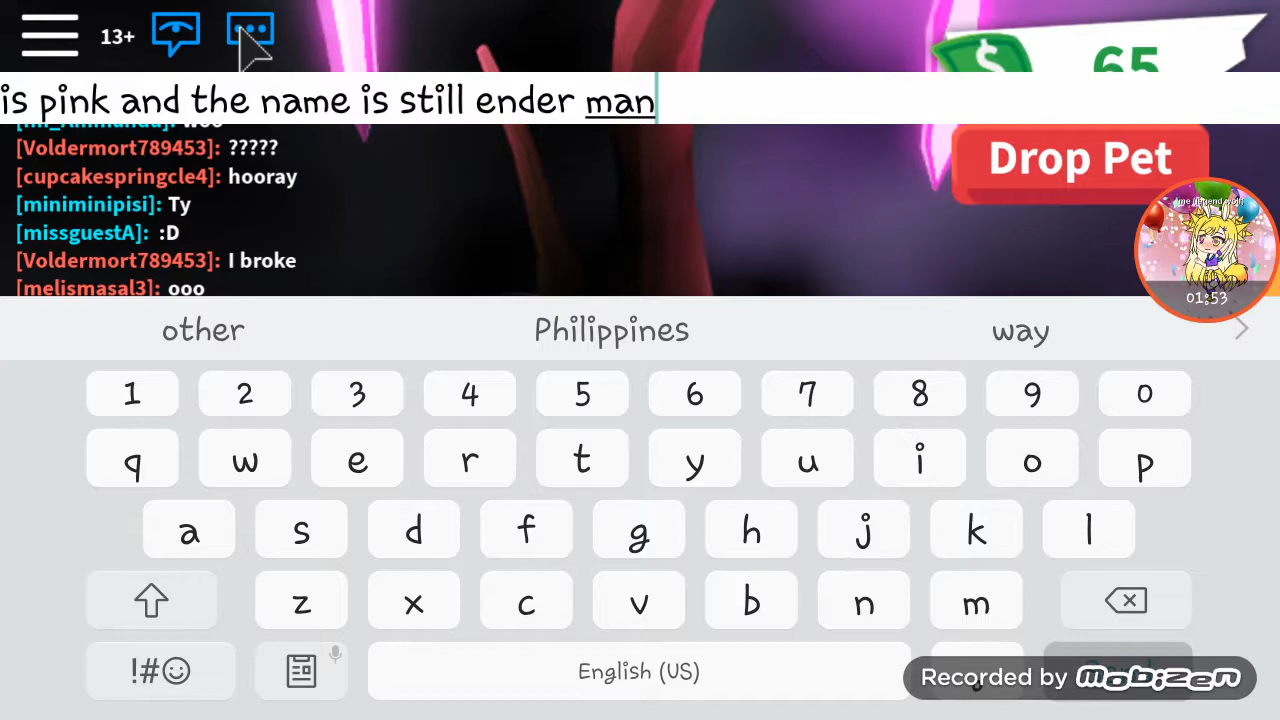 13+
65
is pink and the name is still ender man
[Voldermort789453]: ?????
[cupcakespringcle4]: hooray
[miniminipisi]: Ty
[missguestA]: :D
[Voldermort789453]: I broke
[melismasal3]: ooo
Drop Pet
01:53
other Philippines way
1 2 3 4 5 6 7 8 9 0
q w e r t y u i o p
a s d f g h j k l
z x c v b n m
!#☺ English (US)
Recorded by mobizen